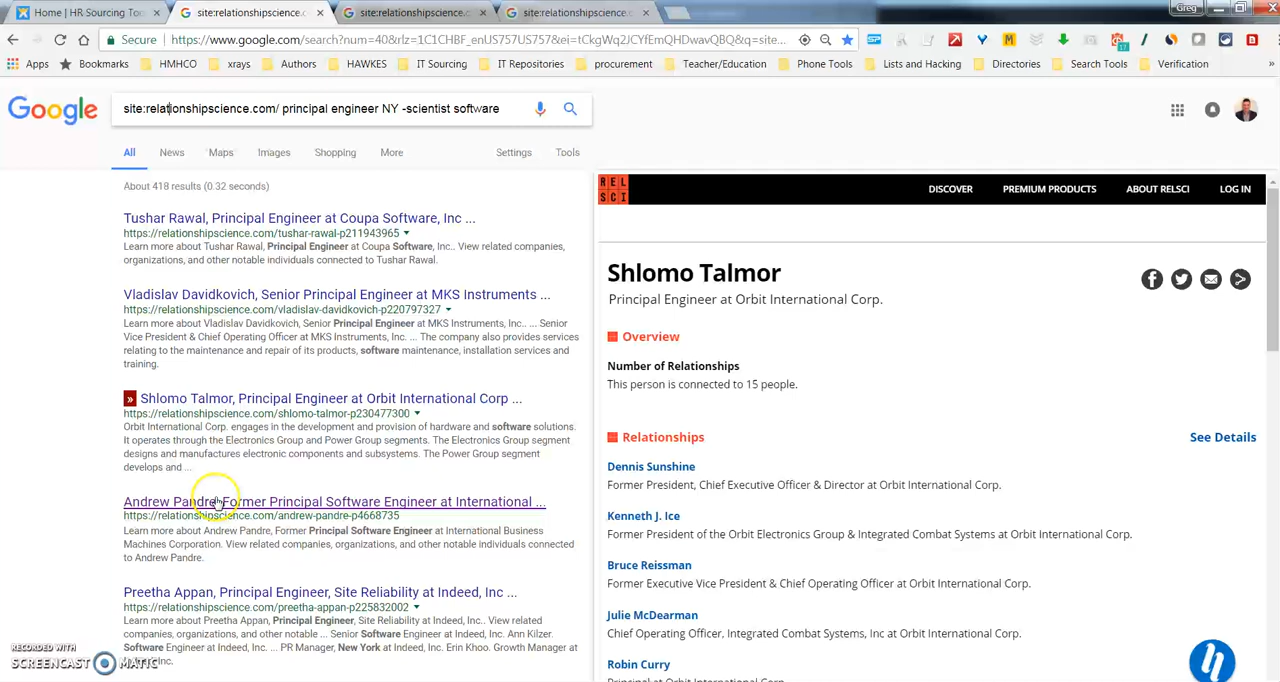 Home | HR Sourcing Too
site:relationshipscience.c
site:relationshipscience.c
site:relationshipscience.c
Greg
Secure
https://www.google.com/search?num=40&rlz=1C1CHBF_enUS757US757&ei=tCkgWq2JCYfEmQHDwavQBQ&q=site...
Apps
Bookmarks
HMHCO
xrays
Authors
HAWKES
IT Sourcing
IT Repositories
procurement
Teacher/Education
Phone Tools
Lists and Hacking
Directories
Search Tools
Verification
»
Google
site:relationshipscience.com/ principal engineer NY -scientist software
All
News
Maps
Images
Shopping
More
Settings
Tools
About 418 results (0.32 seconds)
Tushar Rawal, Principal Engineer at Coupa Software, Inc ...
https://relationshipscience.com/tushar-rawal-p211943965
Learn more about Tushar Rawal, Principal Engineer at Coupa Software, Inc.. View related companies,
organizations, and other notable individuals connected to Tushar Rawal.
Vladislav Davidkovich, Senior Principal Engineer at MKS Instruments ...
https://relationshipscience.com/vladislav-davidkovich-p220797327
Learn more about Vladislav Davidkovich, Senior Principal Engineer at MKS Instruments, Inc.. ... Senior
Vice President & Chief Operating Officer at MKS Instruments, Inc. ... The company also provides services
relating to the maintenance and repair of its products, software maintenance, installation services and
training.
» Shlomo Talmor, Principal Engineer at Orbit International Corp ...
https://relationshipscience.com/shlomo-talmor-p230477300
Orbit International Corp. engages in the development and provision of hardware and software solutions.
It operates through the Electronics Group and Power Group segments. The Electronics Group segment
designs and manufactures electronic components and subsystems. The Power Group segment
develops and ...
Andrew Pandre, Former Principal Software Engineer at International ...
https://relationshipscience.com/andrew-pandre-p4668735
Learn more about Andrew Pandre, Former Principal Software Engineer at International Business
Machines Corporation. View related companies, organizations, and other notable individuals connected
to Andrew Pandre.
Preetha Appan, Principal Engineer, Site Reliability at Indeed, Inc ...
https://relationshipscience.com/preetha-appan-p225832002
Learn more about Preetha Appan, Principal Engineer, Site Reliability at Indeed, Inc.. View related
companies, organizations, and other notable ... Senior Software Engineer at Indeed, Inc. Ann Kilzer.
Software Engineer at Indeed, Inc. ... PR Manager, New York at Indeed, Inc. Erin Khoo. Growth Manager at
Inc.
RECORDED WITH
SCREENCAST MATIC
REL
SCI
DISCOVER
PREMIUM PRODUCTS
ABOUT RELSCI
LOG IN
Shlomo Talmor
Principal Engineer at Orbit International Corp.
Overview
Number of Relationships
This person is connected to 15 people.
Relationships
See Details
Dennis Sunshine
Former President, Chief Executive Officer & Director at Orbit International Corp.
Kenneth J. Ice
Former President of the Orbit Electronics Group & Integrated Combat Systems at Orbit International Corp.
Bruce Reissman
Former Executive Vice President & Chief Operating Officer at Orbit International Corp.
Julie McDearman
Chief Operating Officer, Integrated Combat Systems, Inc at Orbit International Corp.
Robin Curry
Principal at Orbit International Corp.